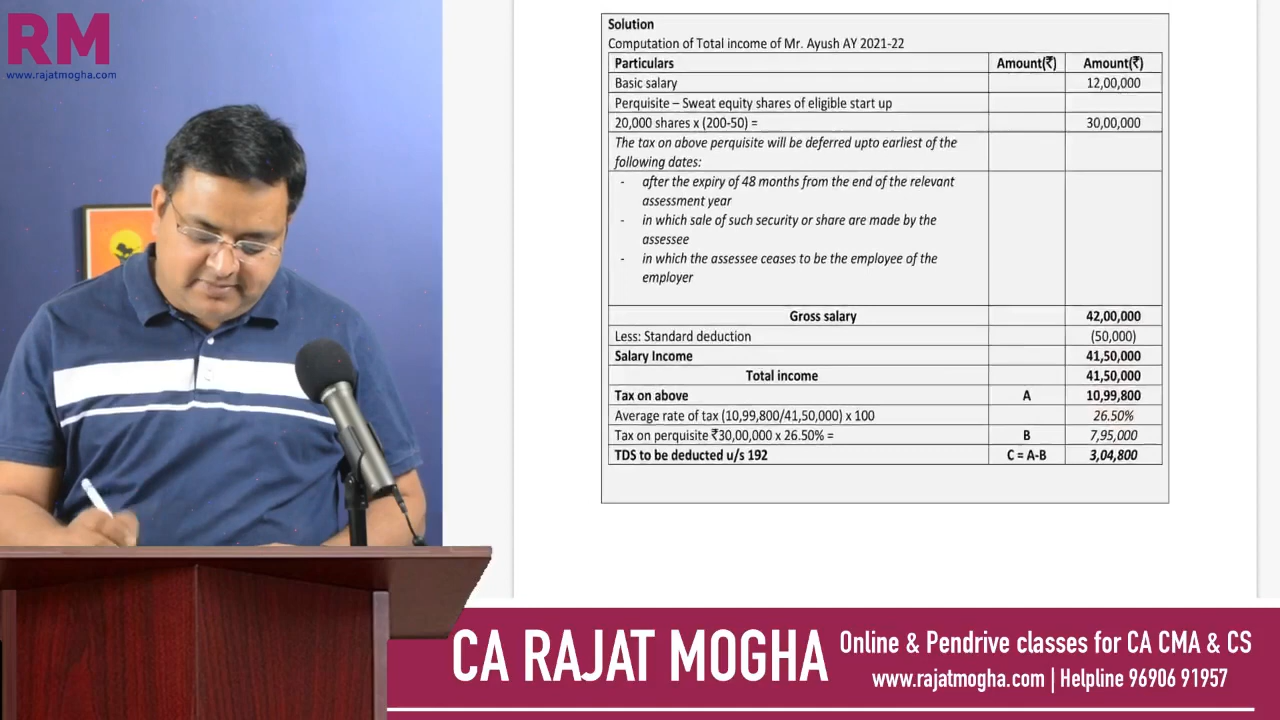 RM
www.rajatmogha.com
Solution
Computation of Total income of Mr. Ayush AY 2021-22
Particulars Amount(₹) Amount(₹)
Basic salary 12,00,000
Perquisite – Sweat equity shares of eligible start up
20,000 shares x (200-50) = 30,00,000
The tax on above perquisite will be deferred upto earliest of the
following dates:
- after the expiry of 48 months from the end of the relevant
assessment year
- in which sale of such security or share are made by the
assessee
- in which the assessee ceases to be the employee of the
employer
Gross salary 42,00,000
Less: Standard deduction (50,000)
Salary Income 41,50,000
Total income 41,50,000
Tax on above A 10,99,800
Average rate of tax (10,99,800/41,50,000) x 100 26.50%
Tax on perquisite ₹30,00,000 x 26.50% = B 7,95,000
TDS to be deducted u/s 192 C = A-B 3,04,800
CA RAJAT MOGHA
Online & Pendrive classes for CA CMA & CS
www.rajatmogha.com | Helpline 96906 91957